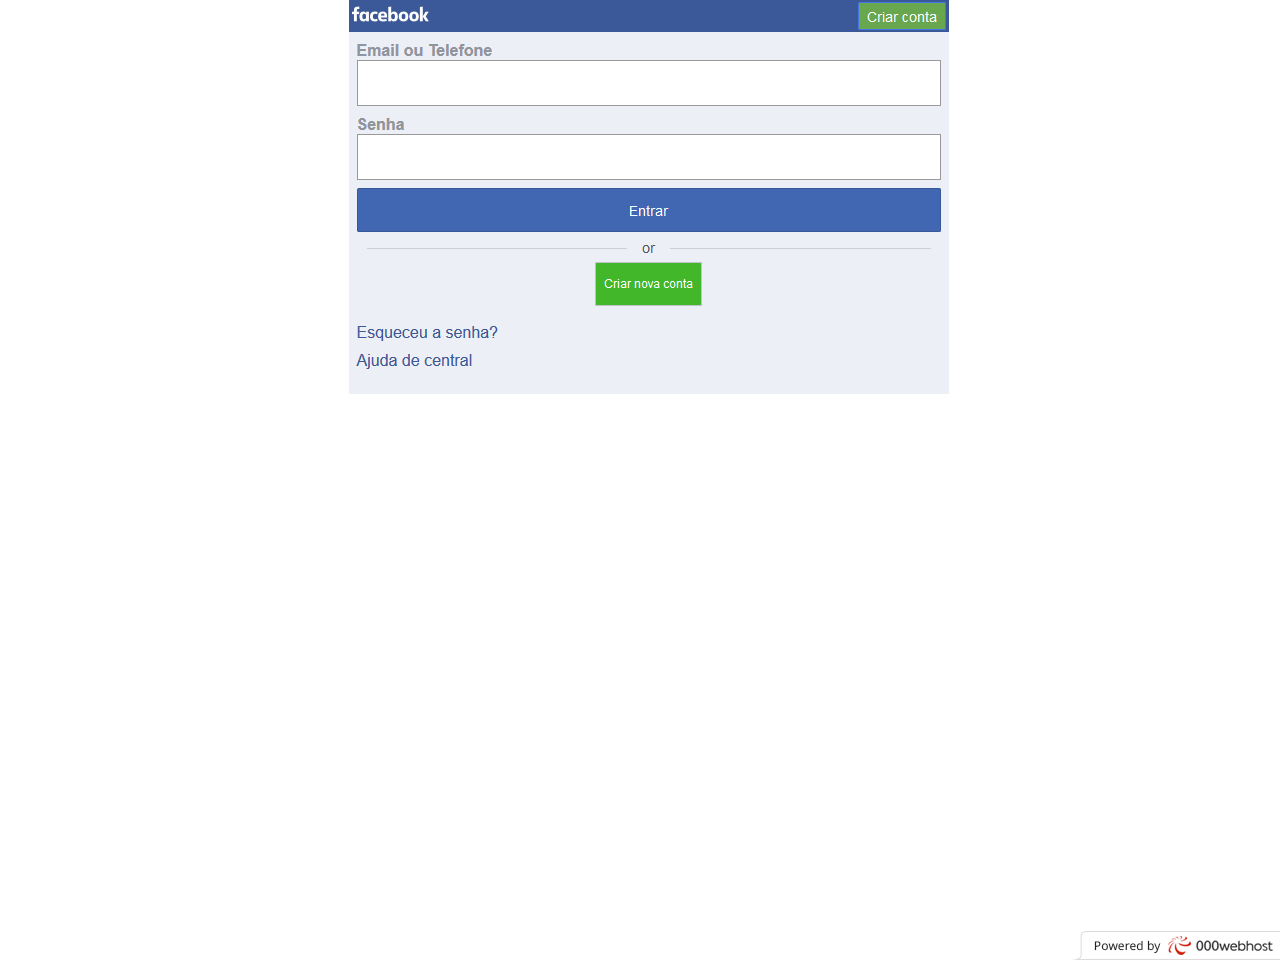 facebook
Criar conta
Email ou Telefone
Senha
Entrar
or
Criar nova conta
Esqueceu a senha?
Ajuda de central
Powered by 000webhost